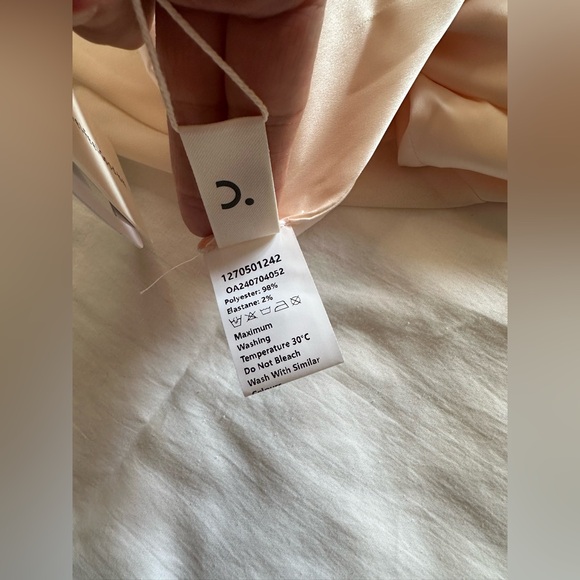 1270501242
OA240704052
Polyester: 98%
Elastane: 2%
Maximum
Washing
Temperature 30°C
Do Not Bleach
Wash With Similar